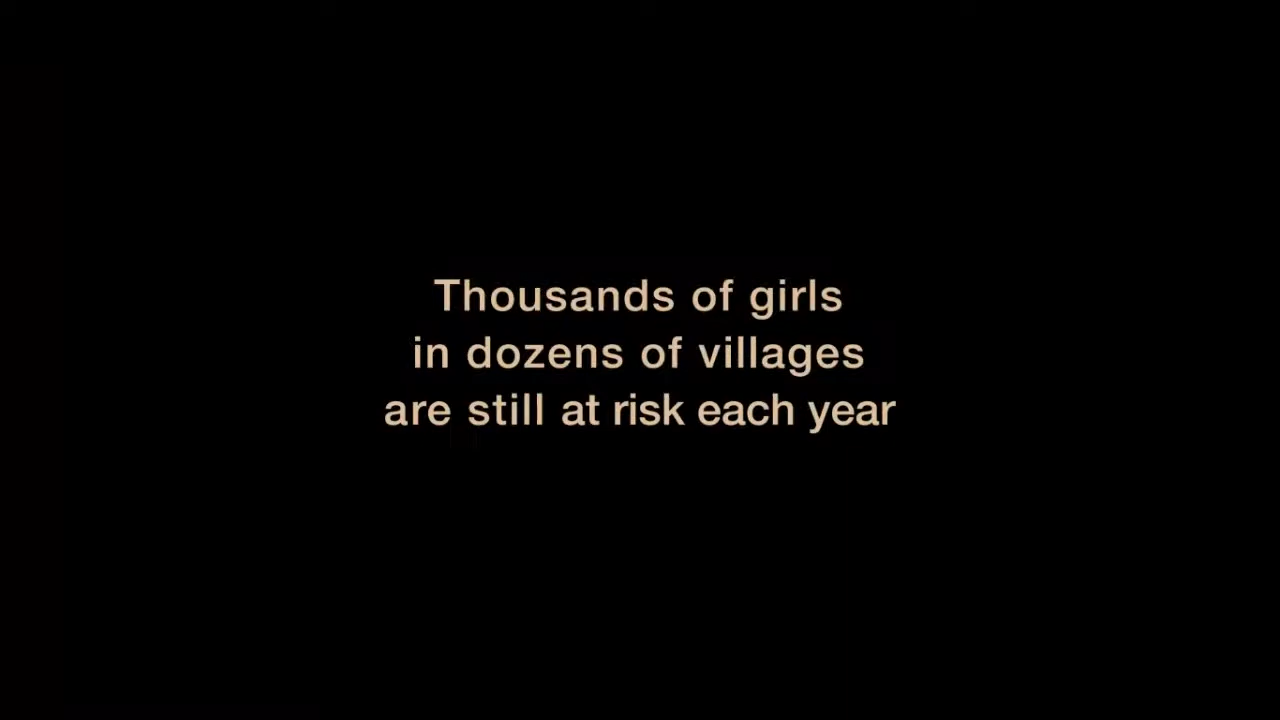 Thousands of girls
in dozens of villages
are still at risk each year